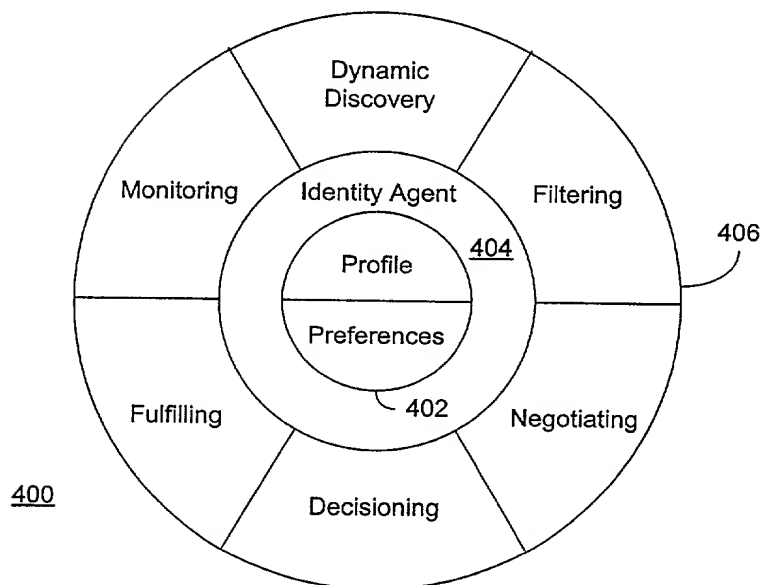 Dynamic
Discovery
Monitoring
Identity Agent
Filtering
406
404
Profile
Preferences
402
Fulfilling
Negotiating
Decisioning
400